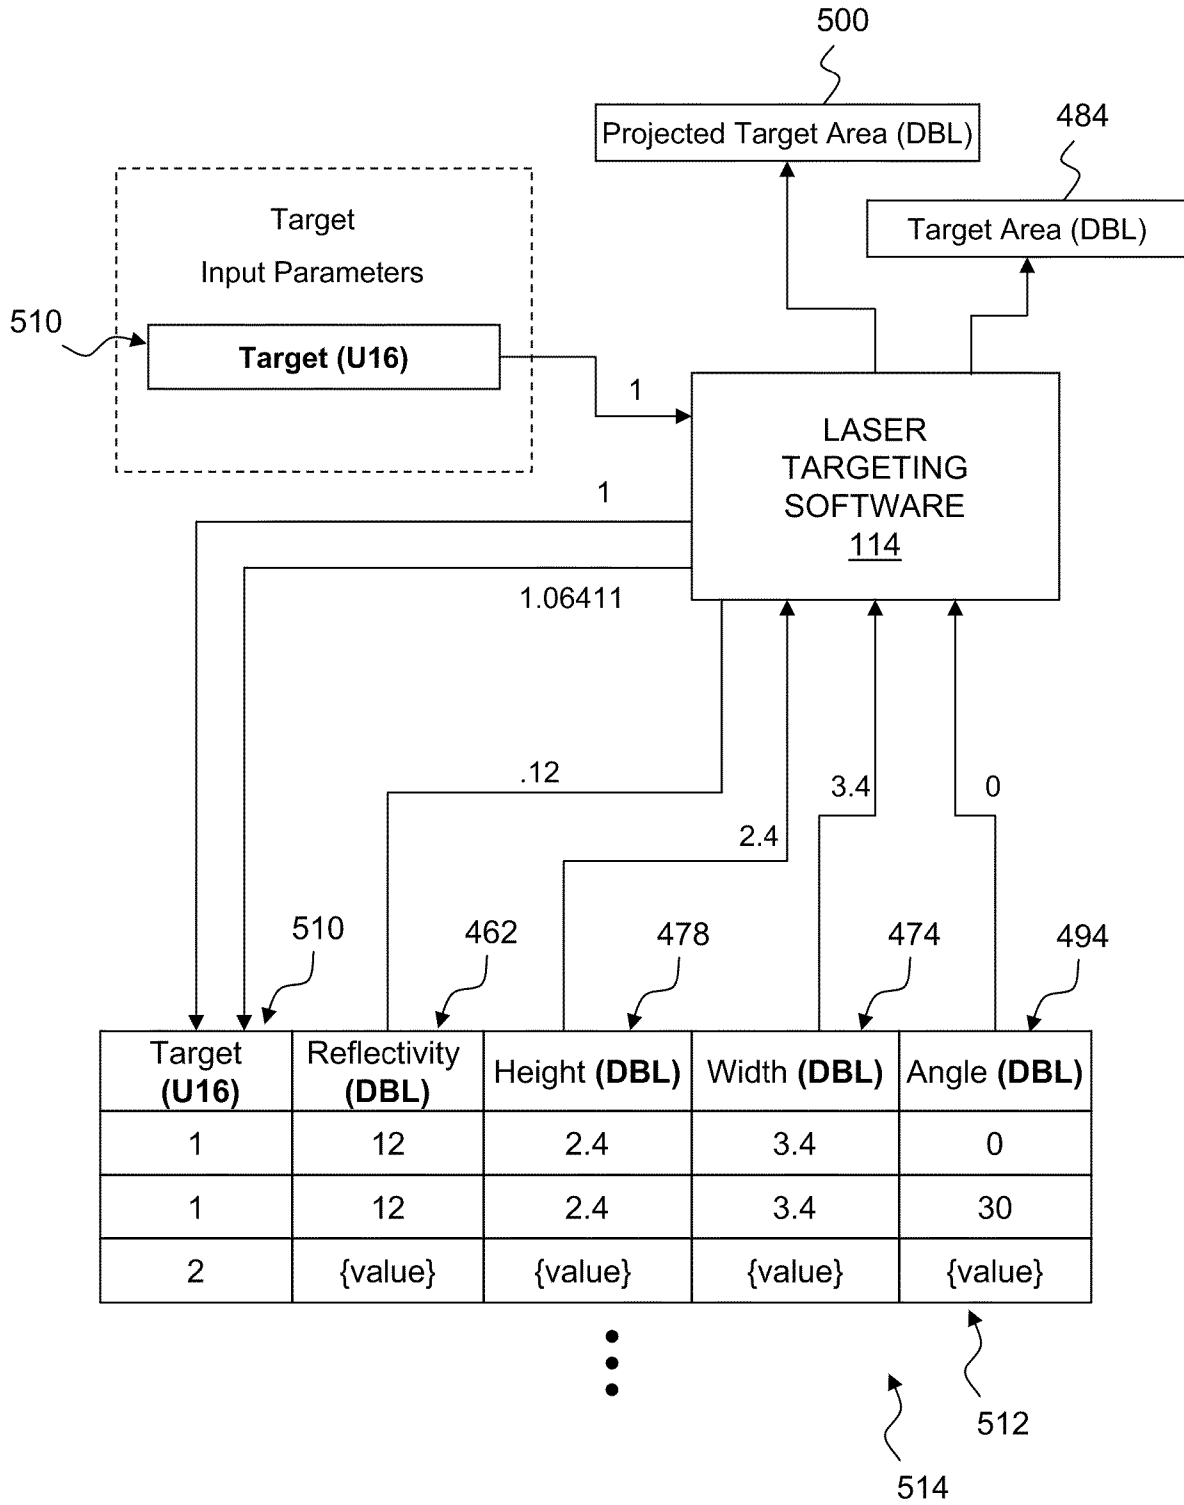 500
Projected Target Area (DBL)
484
Target Area (DBL)
Target
Input Parameters
510
Target (U16)
1
LASER
TARGETING
SOFTWARE
114
1
1.06411
.12
3.4
0
2.4
510
462
478
474
494
Target
(U16)
Reflectivity
(DBL)
Height (DBL)
Width (DBL)
Angle (DBL)
1 12 2.4 3.4 0
1 12 2.4 3.4 30
2 {value} {value} {value} {value}
512
514